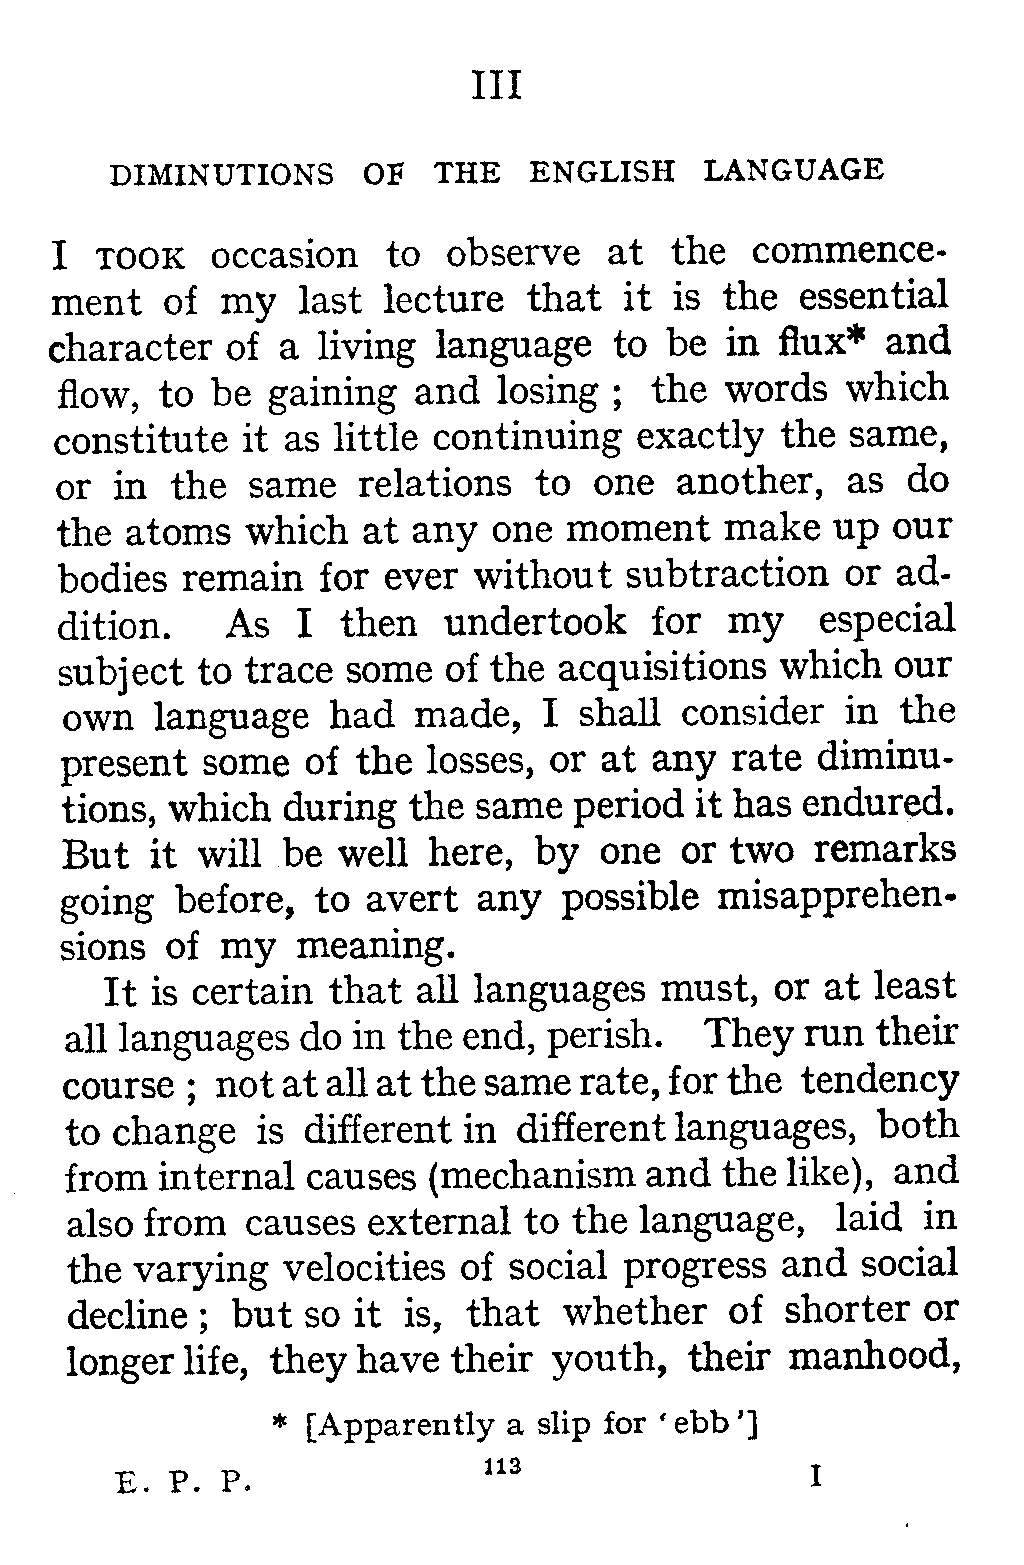 III
DIMINUTIONS OF THE ENGLISH LANGUAGE
I TOOK occasion to observe at the commence-
ment of my last lecture that it is the essential
character of a living language to be in flux* and
flow, to be gaining and losing ; the words which
constitute it as little continuing exactly the same,
or in the same relations to one another, as do
the atoms which at any one moment make up our
bodies remain for ever without subtraction or ad-
dition. As I then undertook for my especial
subject to trace some of the acquisitions which our
own language had made, I shall consider in the
present some of the losses, or at any rate diminu-
tions, which during the same period it has endured.
But it will be well here, by one or two remarks
going before, to avert any possible misapprehen-
sions of my meaning.
It is certain that all languages must, or at least
all languages do in the end, perish. They run their
course ; not at all at the same rate, for the tendency
to change is different in different languages, both
from internal causes (mechanism and the like), and
also from causes external to the language, laid in
the varying velocities of social progress and social
decline ; but so it is, that whether of shorter or
longer life, they have their youth, their manhood,
* [Apparently a slip for ‘ ebb ’]
E. P. P. 113 I